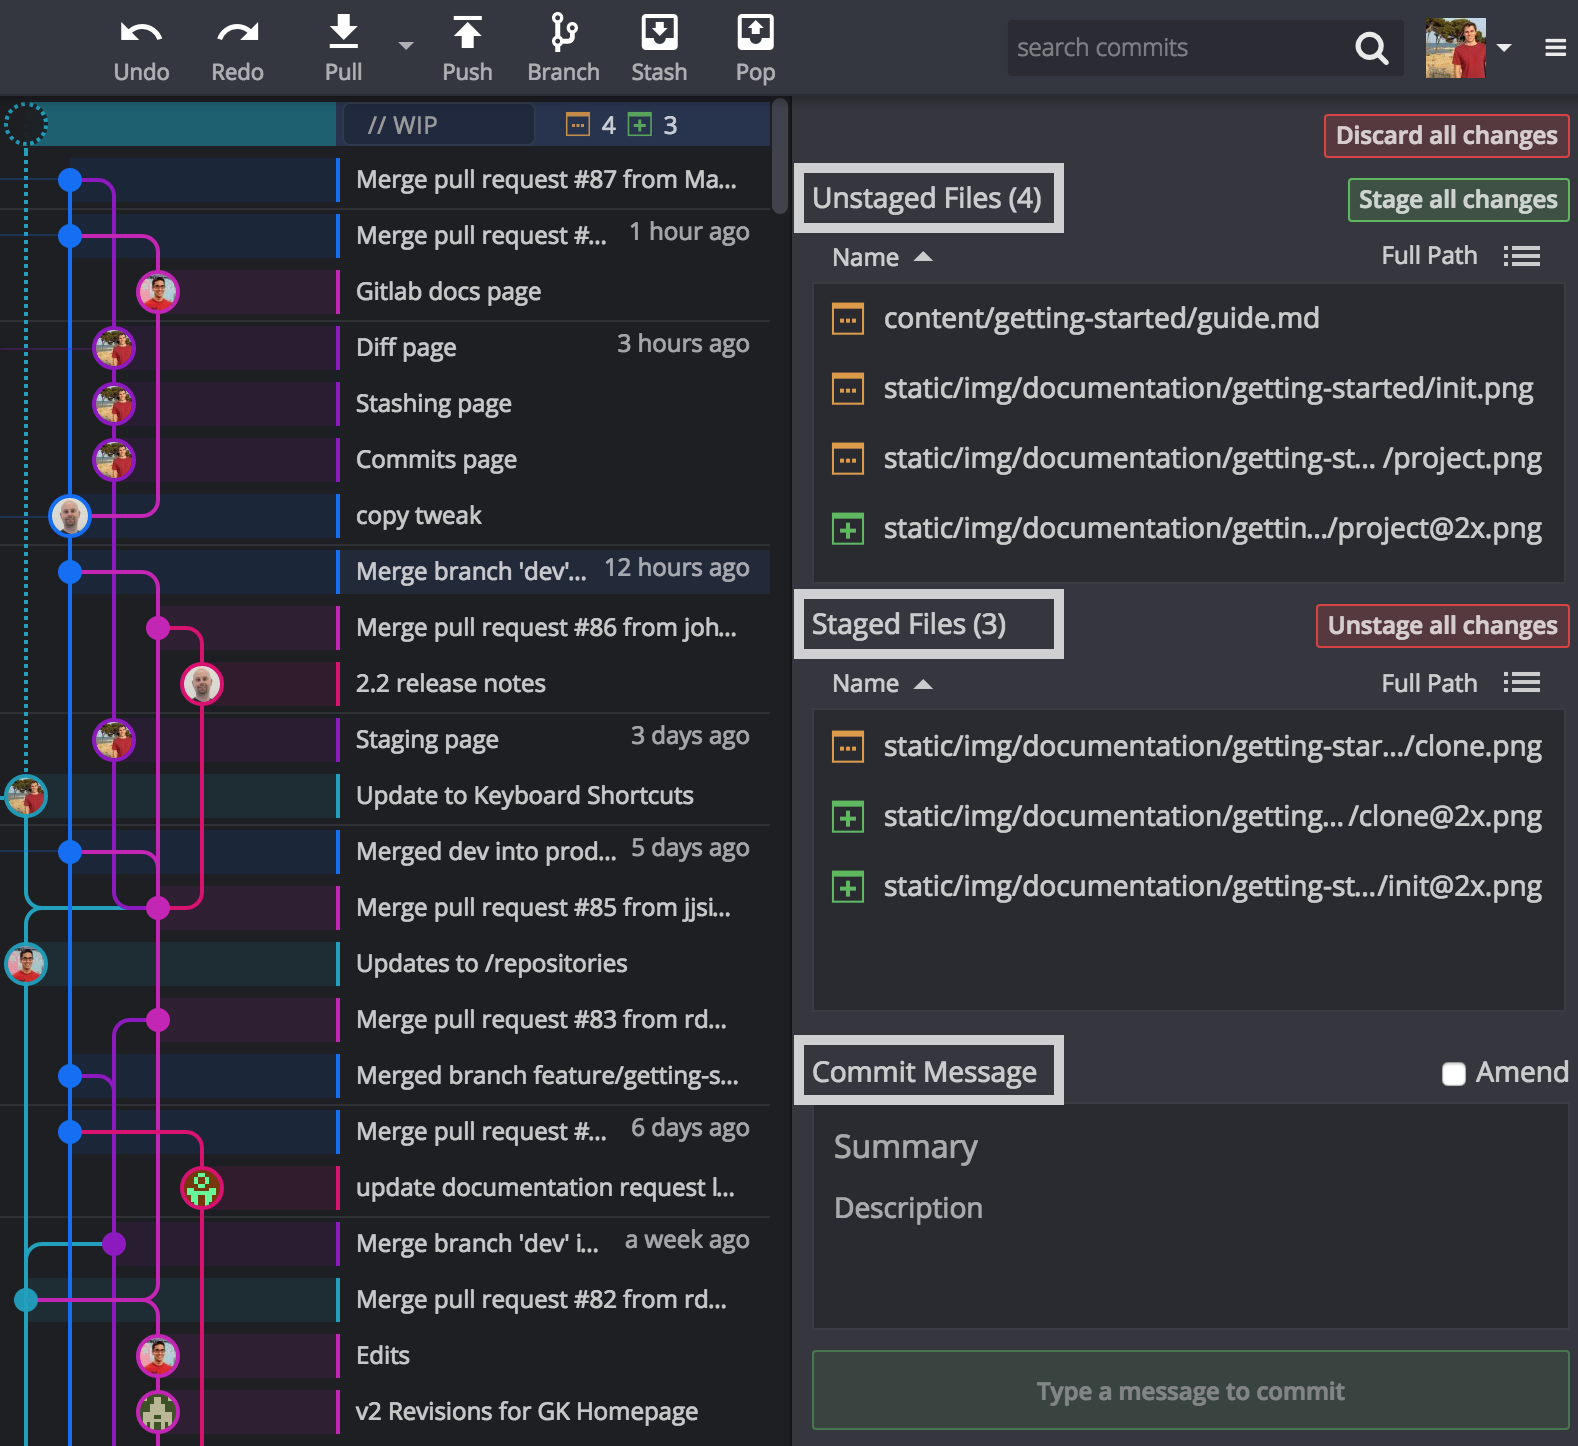 Undo Redo Pull Push Branch Stash Pop
search commits
// WIP 4 3
Merge pull request #87 from Ma...
Merge pull request #... 1 hour ago
Gitlab docs page
Diff page 3 hours ago
Stashing page
Commits page
copy tweak
Merge branch 'dev'... 12 hours ago
Merge pull request #86 from joh...
2.2 release notes
Staging page 3 days ago
Update to Keyboard Shortcuts
Merged dev into prod... 5 days ago
Merge pull request #85 from jjsi...
Updates to /repositories
Merge pull request #83 from rd...
Merged branch feature/getting-s...
Merge pull request #... 6 days ago
update documentation request l...
Merge branch 'dev' i... a week ago
Merge pull request #82 from rd...
Edits
v2 Revisions for GK Homepage
Discard all changes
Unstaged Files (4)
Stage all changes
Name Full Path
content/getting-started/guide.md
static/img/documentation/getting-started/init.png
static/img/documentation/getting-st... /project.png
static/img/documentation/gettin.../project@2x.png
Staged Files (3)
Unstage all changes
Name Full Path
static/img/documentation/getting-star.../clone.png
static/img/documentation/getting... /clone@2x.png
static/img/documentation/getting-st.../init@2x.png
Commit Message
Amend
Summary
Description
Type a message to commit